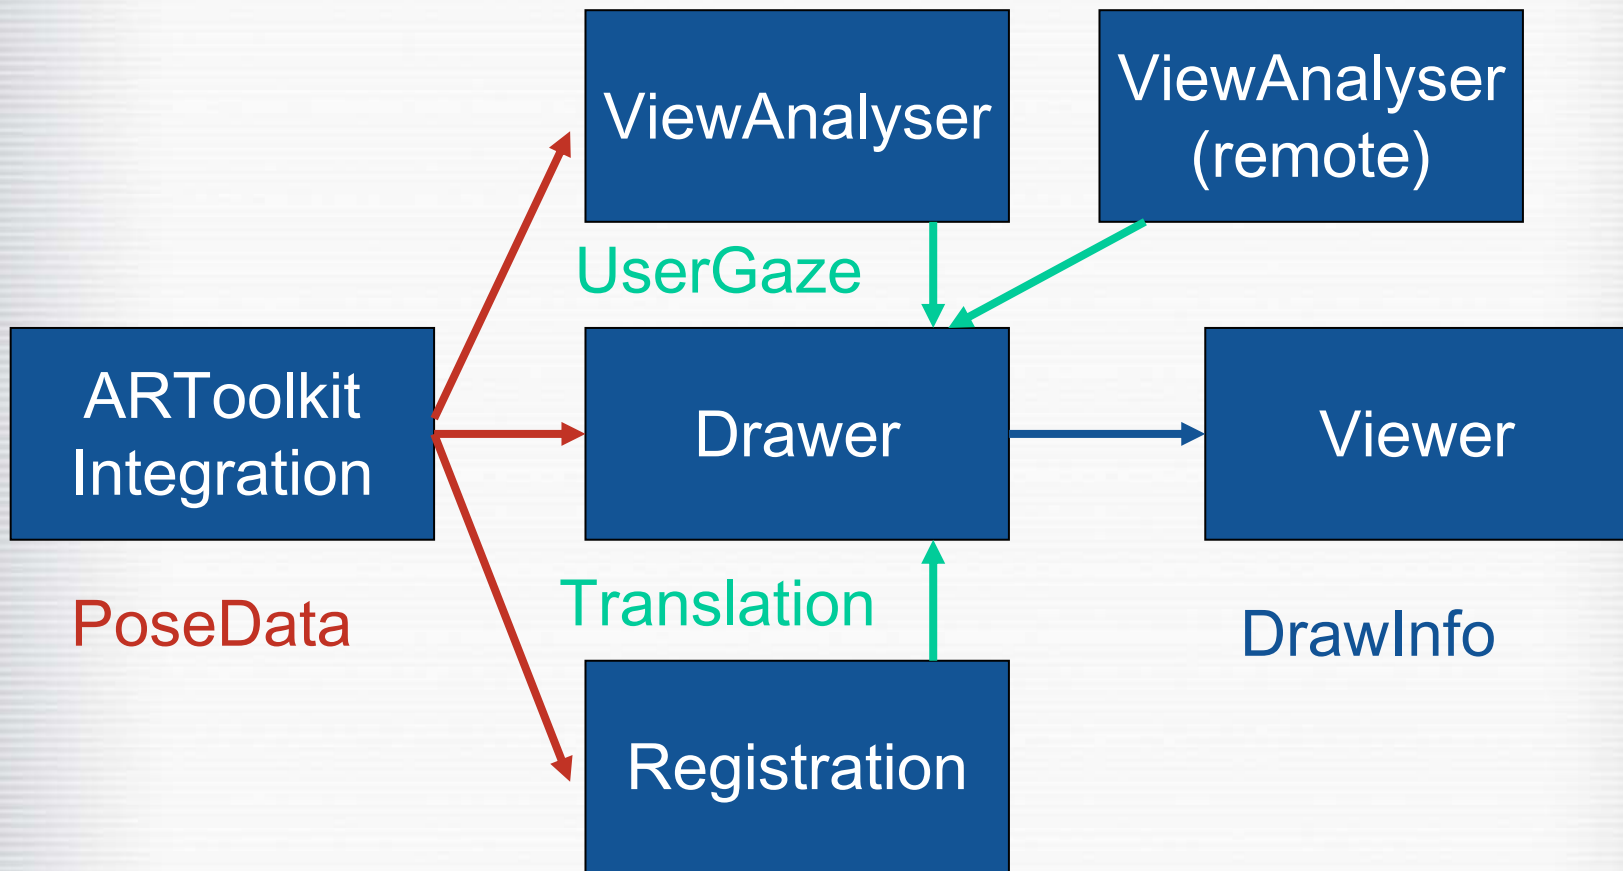 ViewAnalyser
ViewAnalyser
(remote)
UserGaze
ARToolkit
Integration
Drawer
Viewer
PoseData
Translation
DrawInfo
Registration